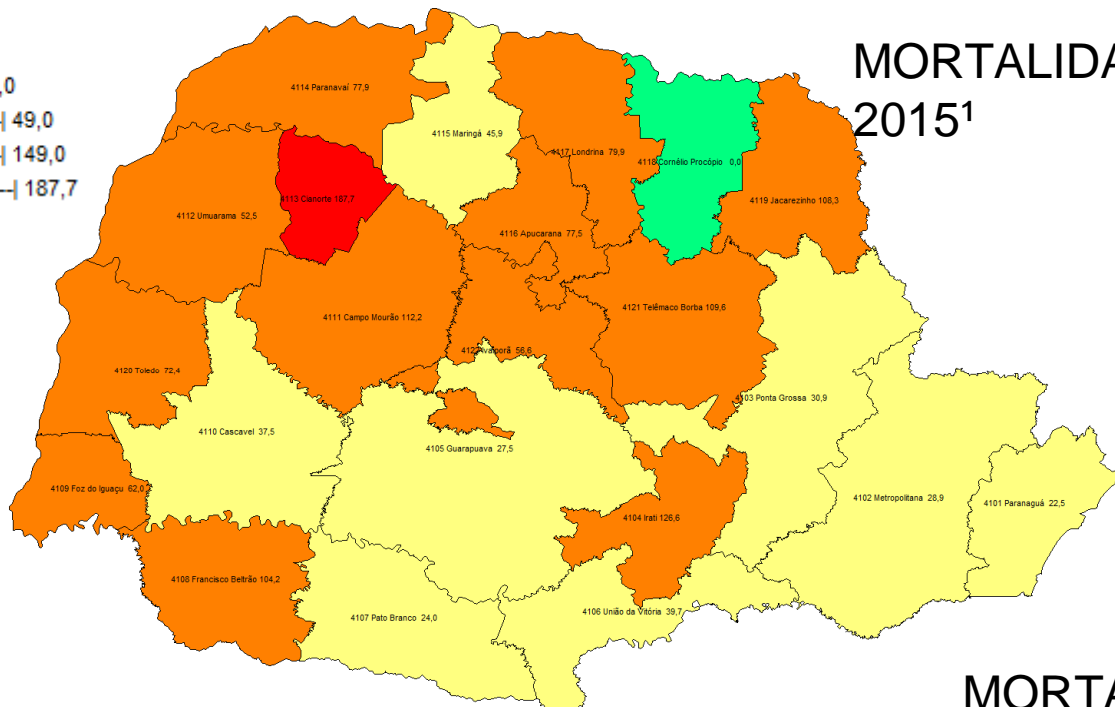 MORTALIDA
2015¹
,0
-| 49,0
-| 149,0
--| 187,7
4114 Paranavaí 77,9
4115 Maringá 45,9
4117 Londrina 79,9
4118 Cornélio Procópio 0,0
4119 Jacarezinho 108,3
4113 Cianorte 187,7
4112 Umuarama 52,5
4116 Apucarana 77,5
4111 Campo Mourão 112,2
4121 Telêmaco Borba 109,6
4122 Ivaiporã 56,6
4120 Toledo 72,4
4103 Ponta Grossa 30,9
4110 Cascavel 37,5
4105 Guarapuava 27,5
4109 Foz do Iguaçu 62,0
4102 Metropolitana 28,9
4101 Paranaguá 22,5
4104 Irati 126,6
4108 Francisco Beltrão 104,2
4106 União da Vitória 39,7
4107 Pato Branco 24,0
MORTA